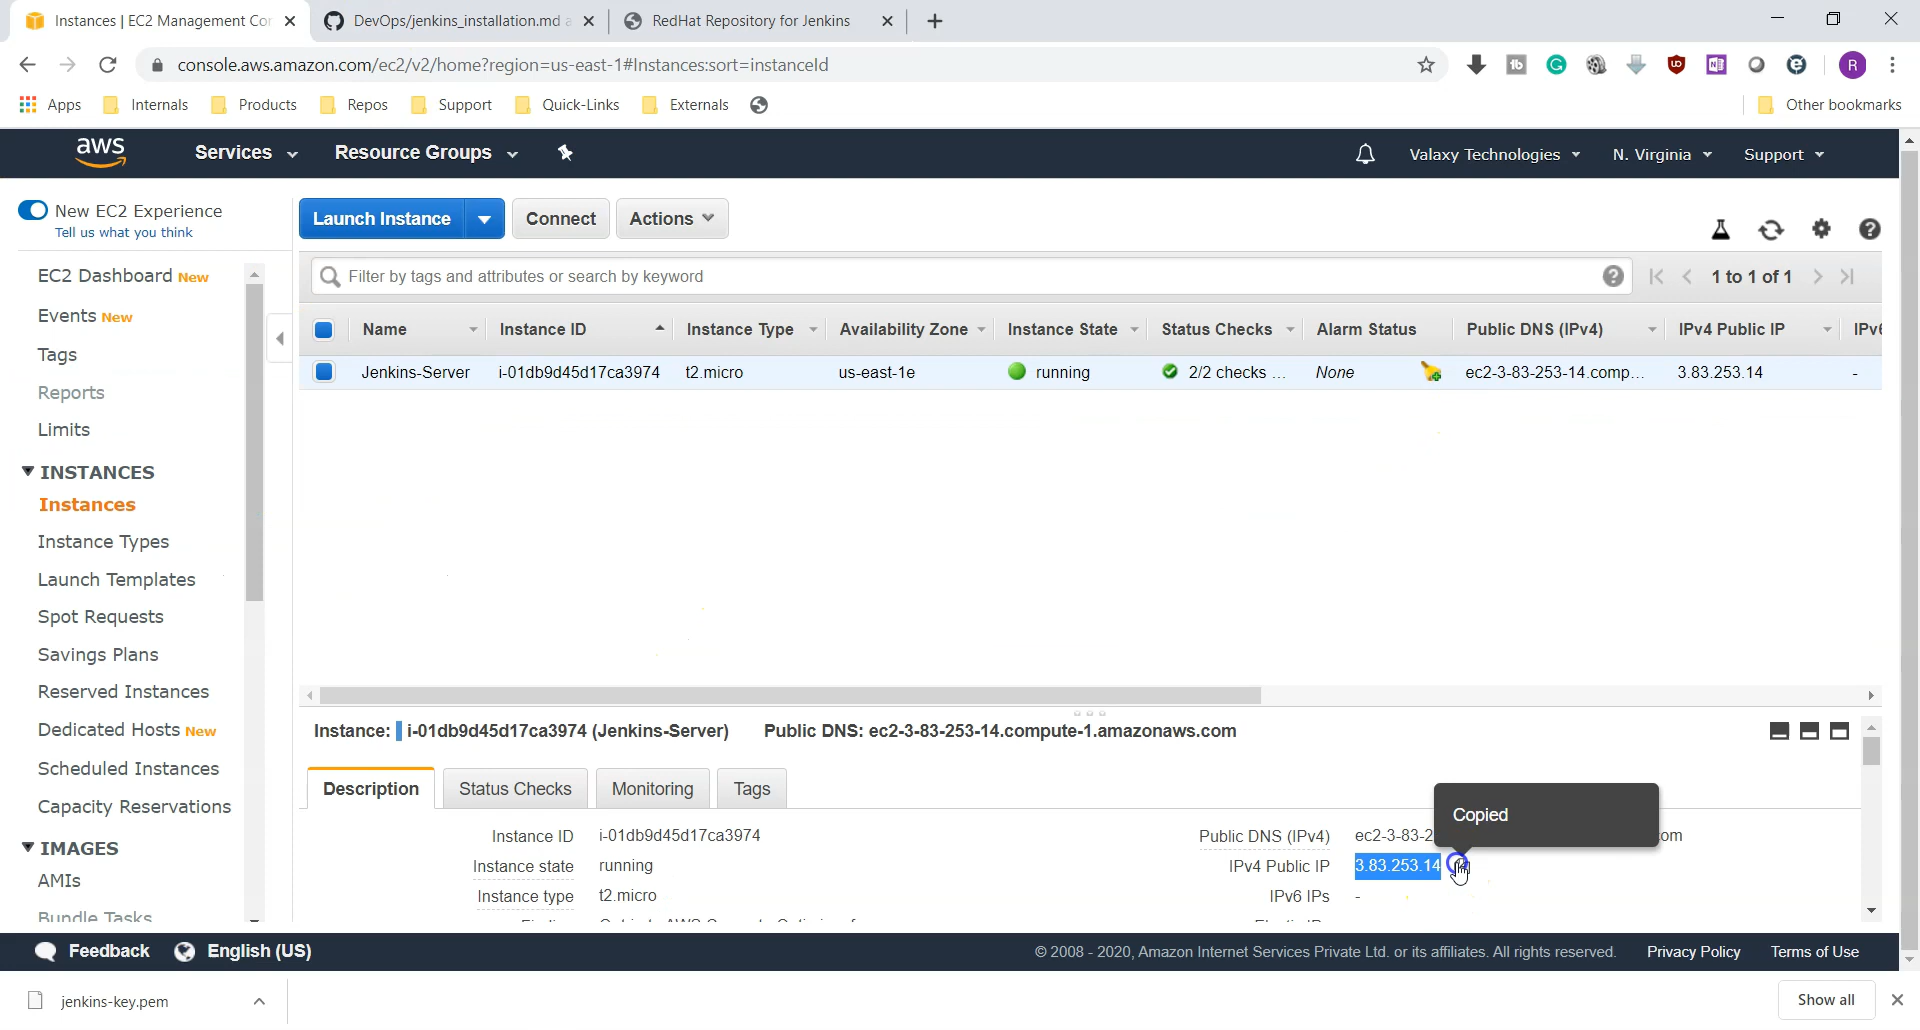 Instances | EC2 Management Con
DevOps/jenkins_installation.md a
RedHat Repository for Jenkins
console.aws.amazon.com/ec2/v2/home?region=us-east-1#Instances:sort=instanceId
Apps Internals Products Repos Support Quick-Links Externals Other bookmarks
aws Services Resource Groups Valaxy Technologies N. Virginia Support
New EC2 Experience
Tell us what you think
Launch Instance Connect Actions
EC2 Dashboard New
Events New
Tags
Reports
Limits
INSTANCES
Instances
Instance Types
Launch Templates
Spot Requests
Savings Plans
Reserved Instances
Dedicated Hosts New
Scheduled Instances
Capacity Reservations
IMAGES
AMIs
Bundle Tasks
Filter by tags and attributes or search by keyword 1 to 1 of 1
Name Instance ID Instance Type Availability Zone Instance State Status Checks Alarm Status Public DNS (IPv4) IPv4 Public IP IPv6
Jenkins-Server i-01db9d45d17ca3974 t2.micro us-east-1e running 2/2 checks ... None ec2-3-83-253-14.comp... 3.83.253.14 -
Instance: i-01db9d45d17ca3974 (Jenkins-Server) Public DNS: ec2-3-83-253-14.compute-1.amazonaws.com
Description Status Checks Monitoring Tags
Copied
Instance ID i-01db9d45d17ca3974 Public DNS (IPv4) ec2-3-83-2 om
Instance state running IPv4 Public IP 3.83.253.14
Instance type t2.micro IPv6 IPs -
Feedback English (US) © 2008 - 2020, Amazon Internet Services Private Ltd. or its affiliates. All rights reserved. Privacy Policy Terms of Use
jenkins-key.pem Show all